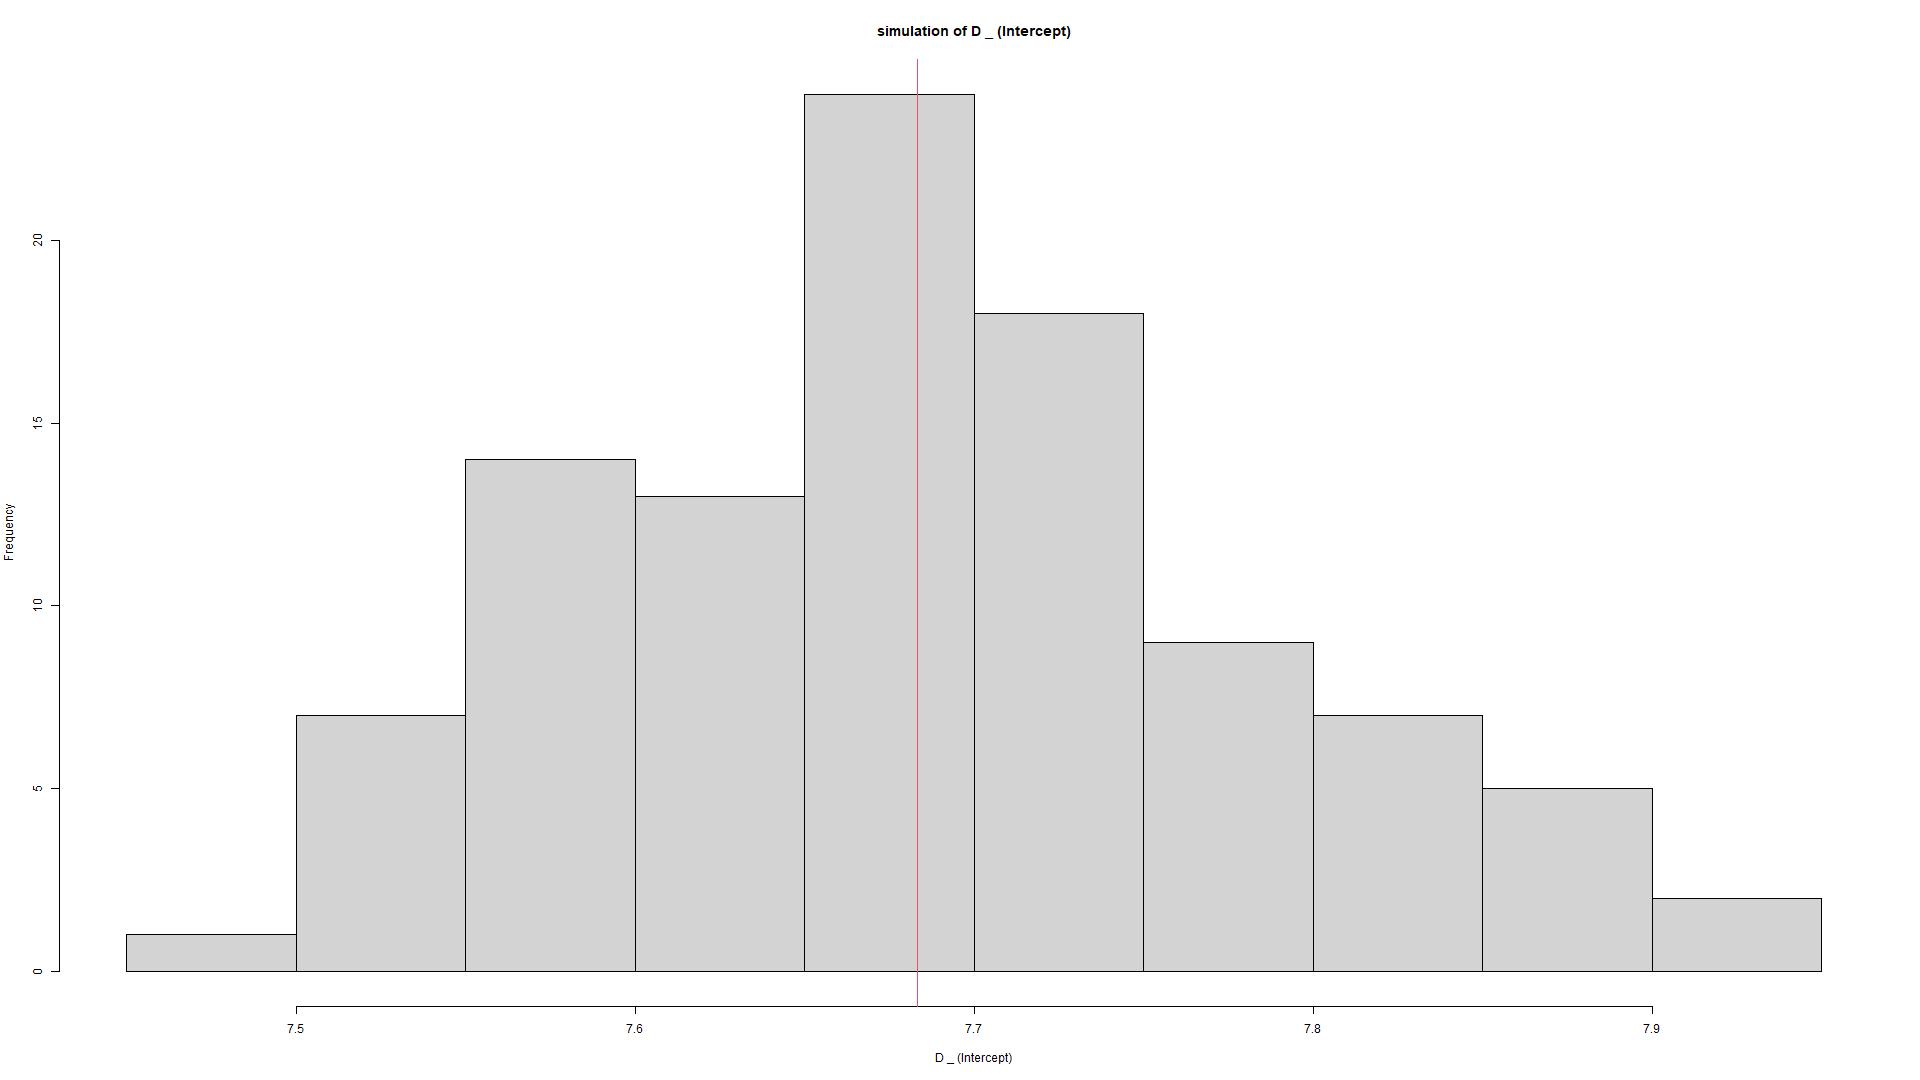 simulation of D _ (Intercept)
20
15
10
5
0
Frequency
7.5 7.6 7.7 7.8 7.9
D _ (Intercept)